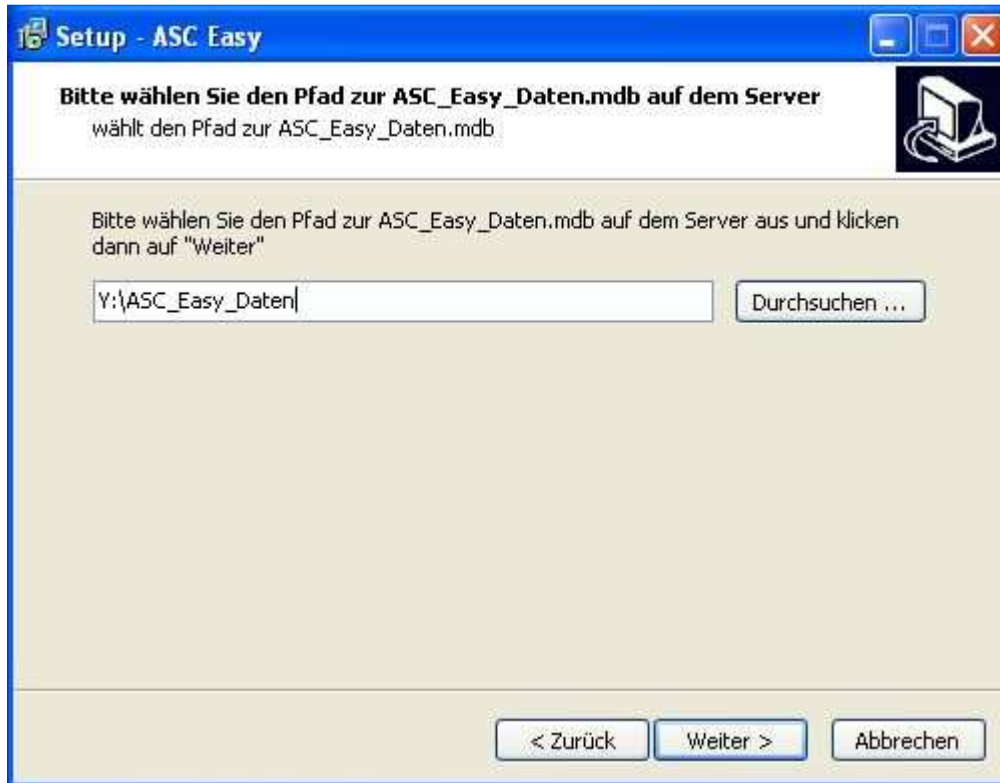 Setup - ASC Easy
Bitte wählen Sie den Pfad zur ASC_Easy_Daten.mdb auf dem Server
wählt den Pfad zur ASC_Easy_Daten.mdb
Bitte wählen Sie den Pfad zur ASC_Easy_Daten.mdb auf dem Server aus und klicken
dann auf "Weiter"
Y:\ASC_Easy_Daten
Durchsuchen ...
< Zurück
Weiter >
Abbrechen